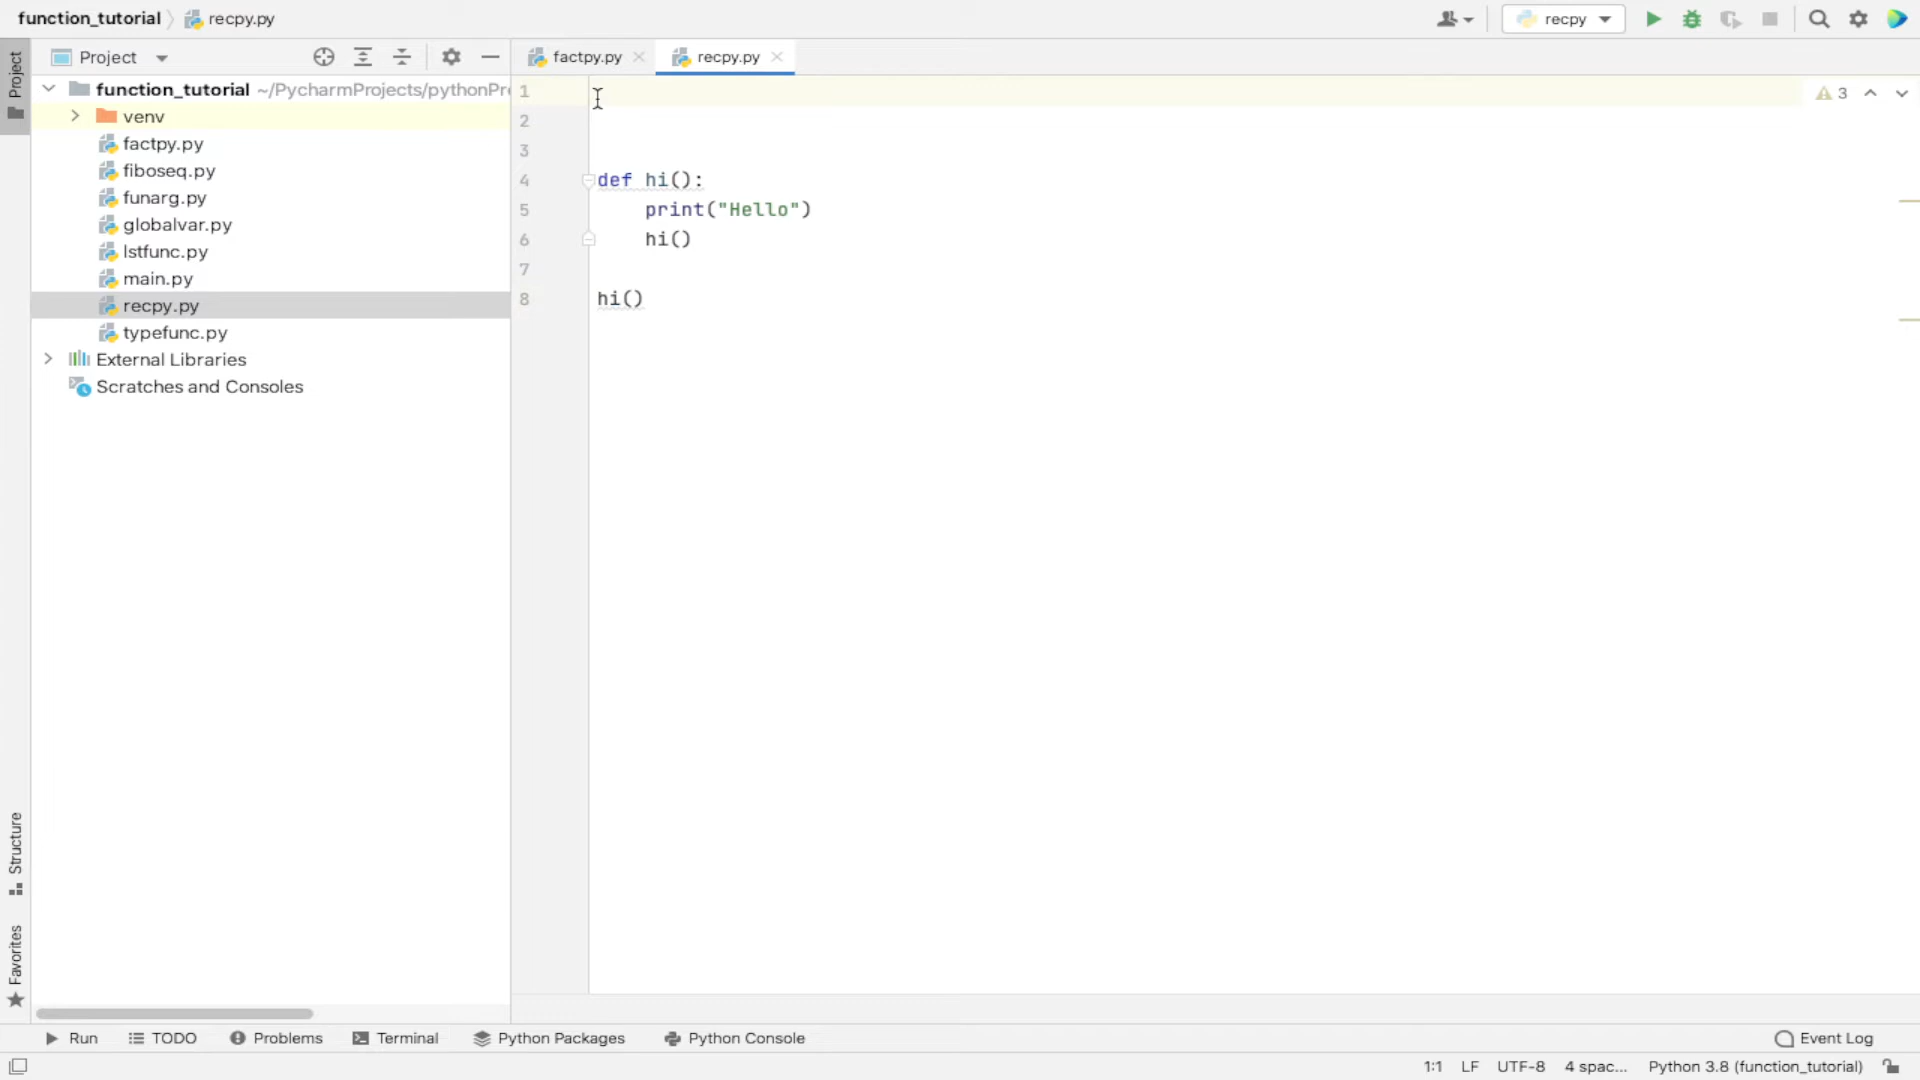 function_tutorial recpy.py
recpy
Project
Project
factpy.py
recpy.py
function_tutorial ~/PycharmProjects/pythonPr
venv
factpy.py
fiboseq.py
funarg.py
globalvar.py
lstfunc.py
main.py
recpy.py
typefunc.py
External Libraries
Scratches and Consoles
1
2
3
4 def hi():
5 print("Hello")
6 hi()
7
8 hi()
3
Structure
Favorites
Run TODO Problems Terminal Python Packages Python Console Event Log
1:1 LF UTF-8 4 spac... Python 3.8 (function_tutorial)